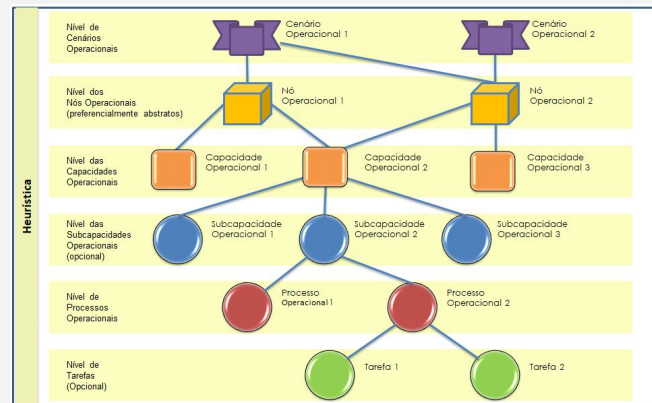 Heurística
Nível de
Cenários
Operacionais
Cenário
Operacional 1
Cenário
Operacional 2
Nível dos
Nós Operacionais
(preferencialmente abstratos)
Nó
Operacional 1
Nó
Operacional 2
Nível das
Capacidades
Operacionais
Capacidade
Operacional 1
Capacidade
Operacional 2
Capacidade
Operacional 3
Nível das
Subcapacidades
Operacionais
(opcional)
Subcapacidade
Operacional 1
Subcapacidade
Operacional 2
Subcapacidade
Operacional 3
Nível de
Processos
Operacionais
Processo
Operacional1
Processo
Operacional 2
Nível de
Tarefas
(Opcional)
Tarefa 1
Tarefa 2